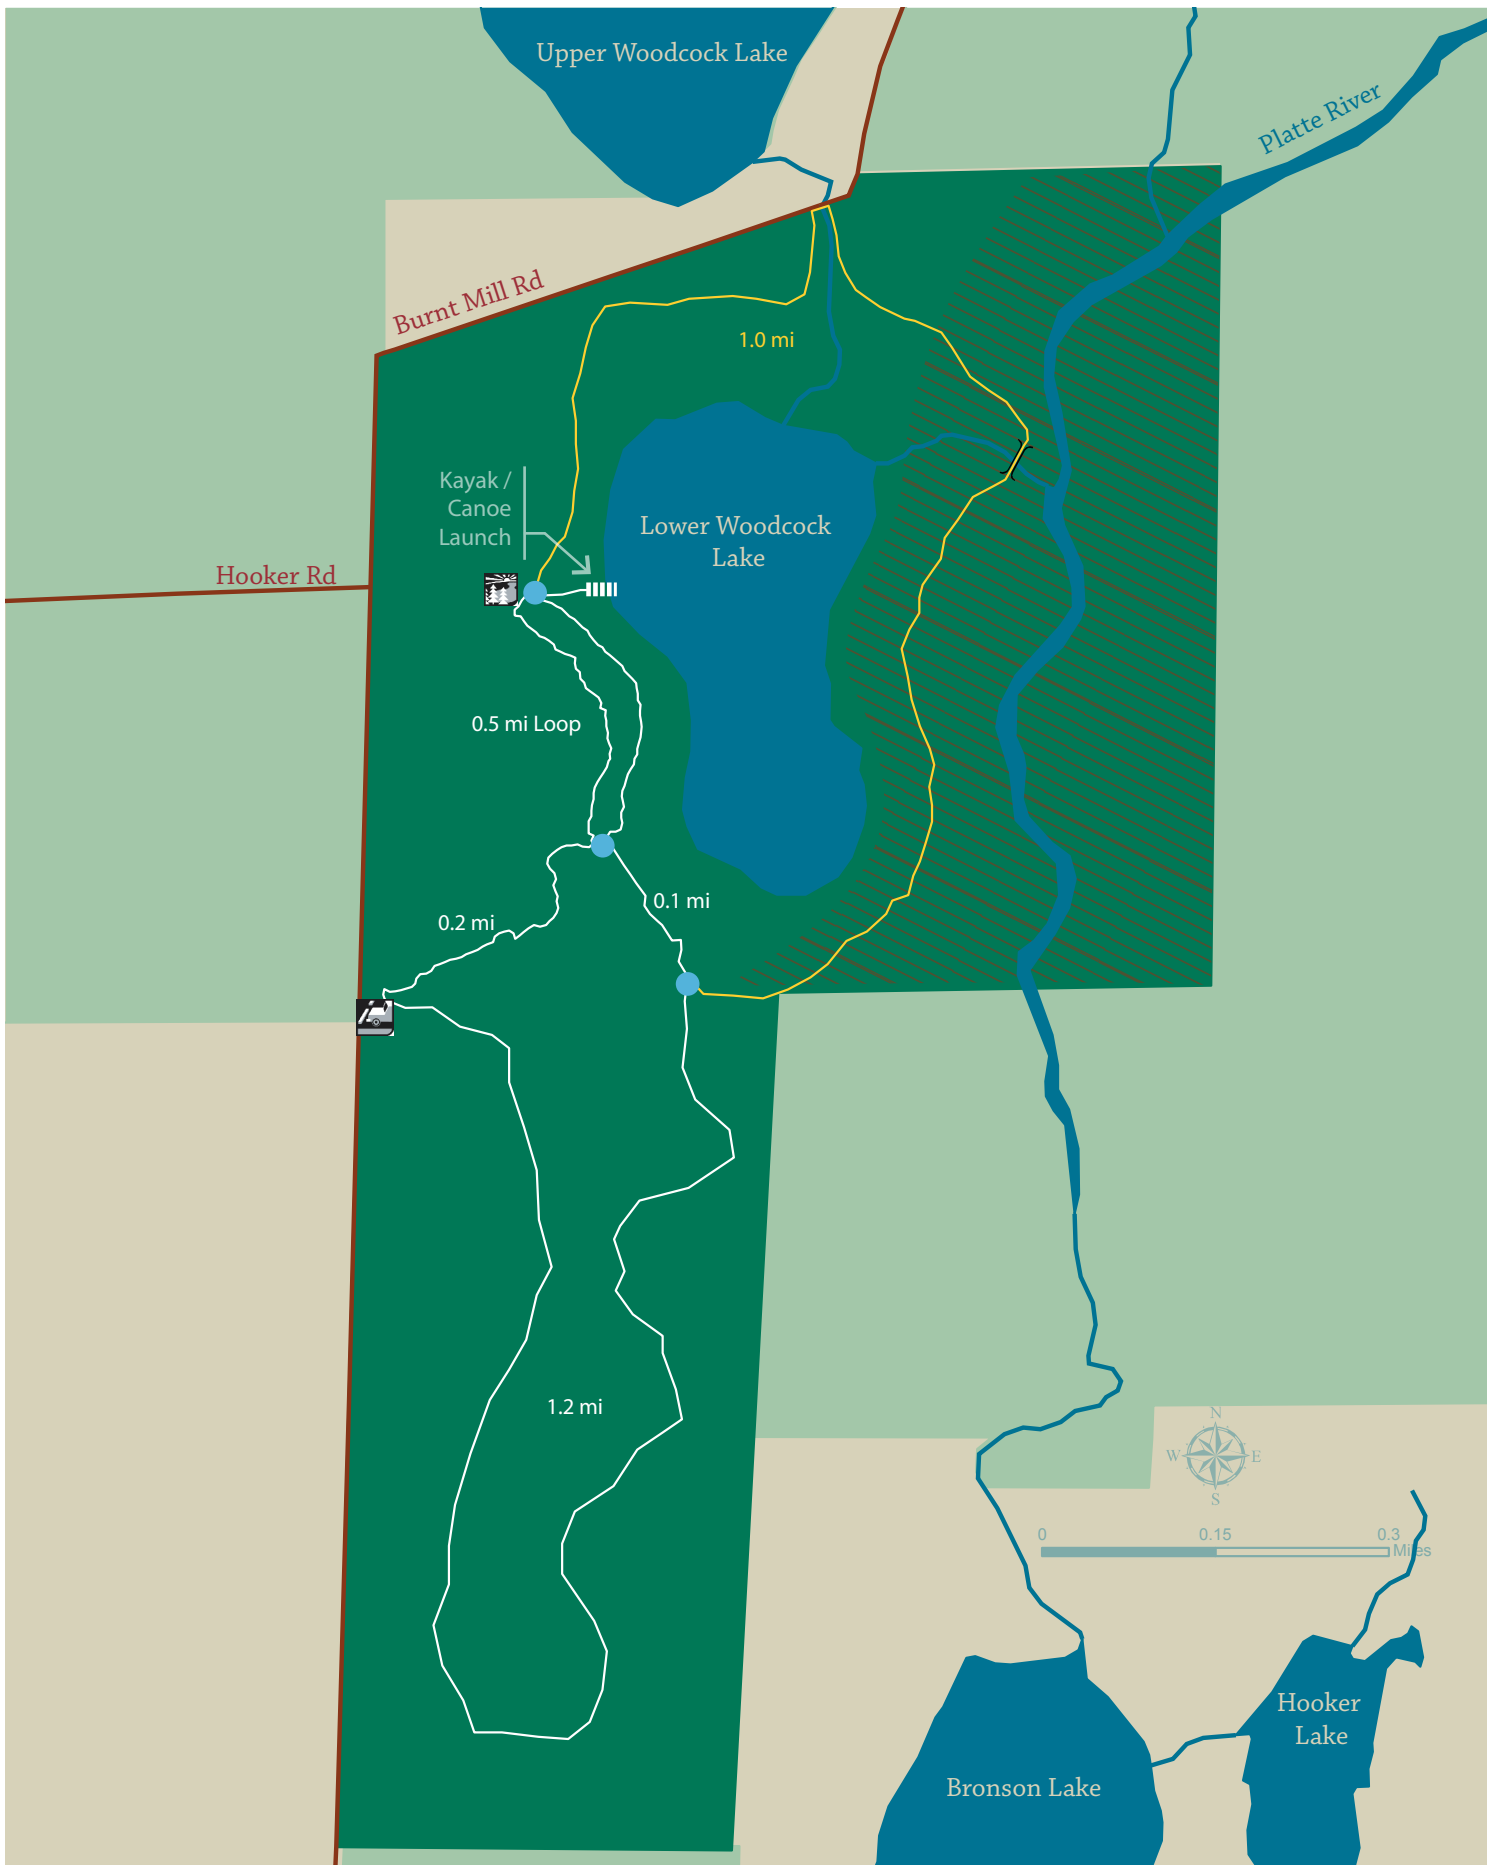 Upper Woodcock Lake
Platte River
Burnt Mill Rd
1.0 mi
Kayak /
Canoe
Launch
Lower Woodcock
Lake
Hooker Rd
0.5 mi Loop
0.1 mi
0.2 mi
1.2 mi
N
W E
S
0 0.15 0.3
Miles
Hooker
Lake
Bronson Lake